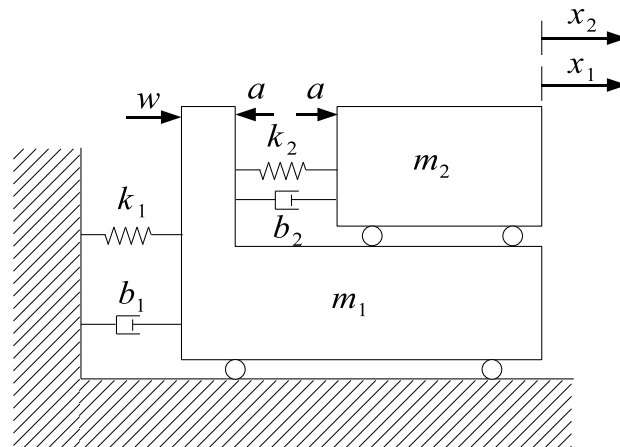 x₂
x₁
w
a a
k₂
m₂
k₁
b₂
b₁
m₁